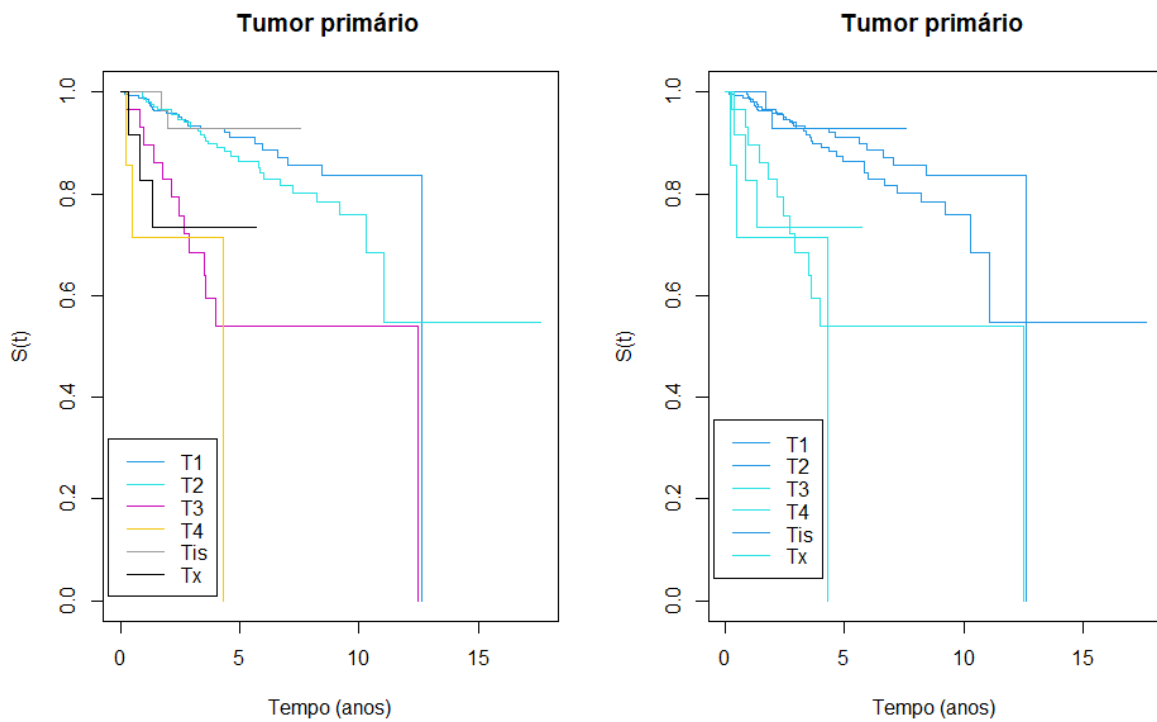 Tumor primário
S(t)
1.0
0.8
0.6
0.4
0.2
0.0
T1
T2
T3
T4
Tis
Tx
0 5 10 15
Tempo (anos)
Tumor primário
S(t)
1.0
0.8
0.6
0.4
0.2
0.0
T1
T2
T3
T4
Tis
Tx
0 5 10 15
Tempo (anos)